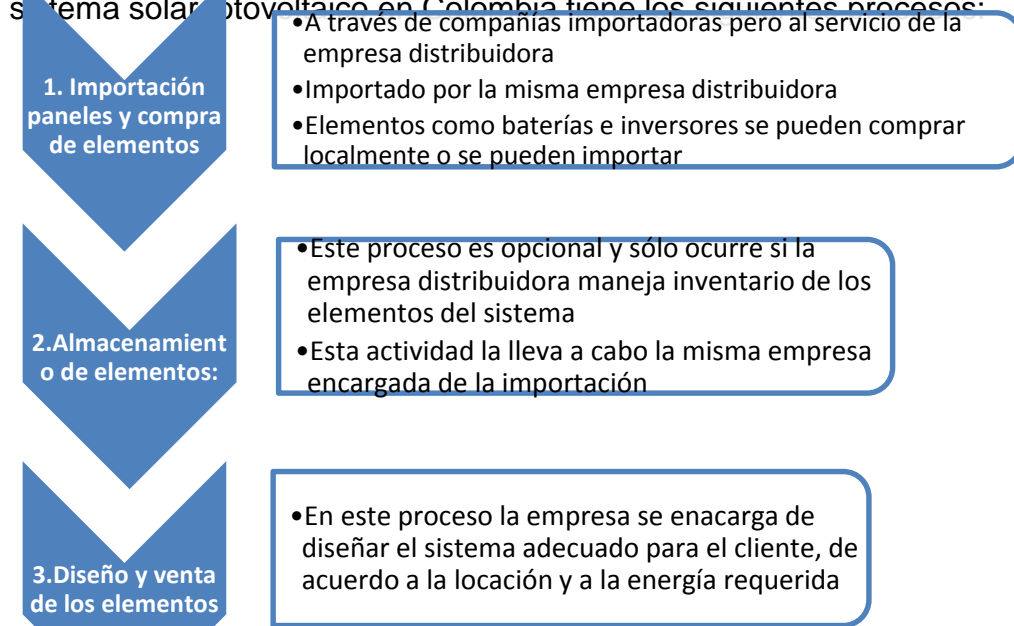 sistema solar fotovoltaico en Colombia tiene los siguientes procesos:
1. Importación
paneles y compra
de elementos
•A través de compañías importadoras pero al servicio de la
empresa distribuidora
•Importado por la misma empresa distribuidora
•Elementos como baterías e inversores se pueden comprar
localmente o se pueden importar
2.Almacenamient
o de elementos:
•Este proceso es opcional y sólo ocurre si la
empresa distribuidora maneja inventario de los
elementos del sistema
•Esta actividad la lleva a cabo la misma empresa
encargada de la importación
3.Diseño y venta
de los elementos
•En este proceso la empresa se enacarga de
diseñar el sistema adecuado para el cliente, de
acuerdo a la locación y a la energía requerida